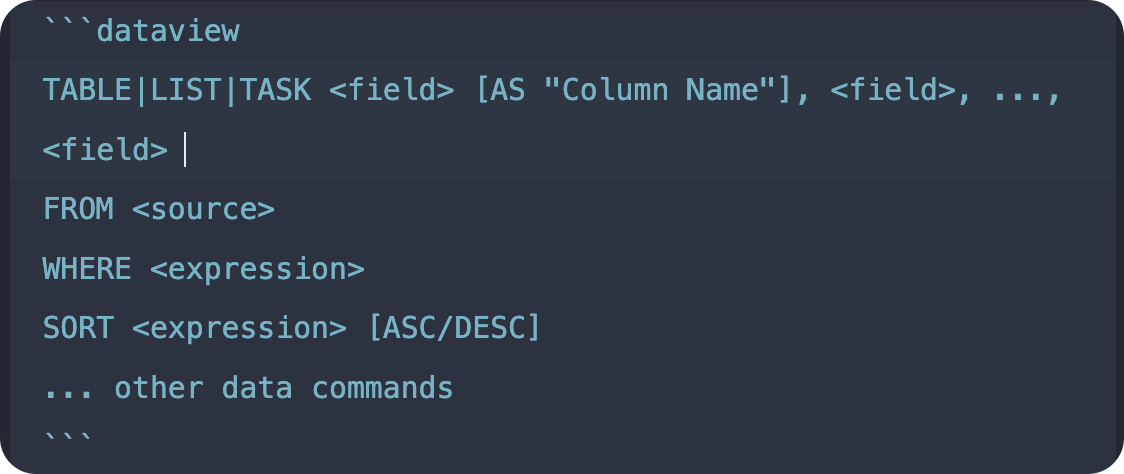 ```dataview
TABLE|LIST|TASK <field> [AS "Column Name"], <field>, ...,
<field>
FROM <source>
WHERE <expression>
SORT <expression> [ASC/DESC]
... other data commands
```